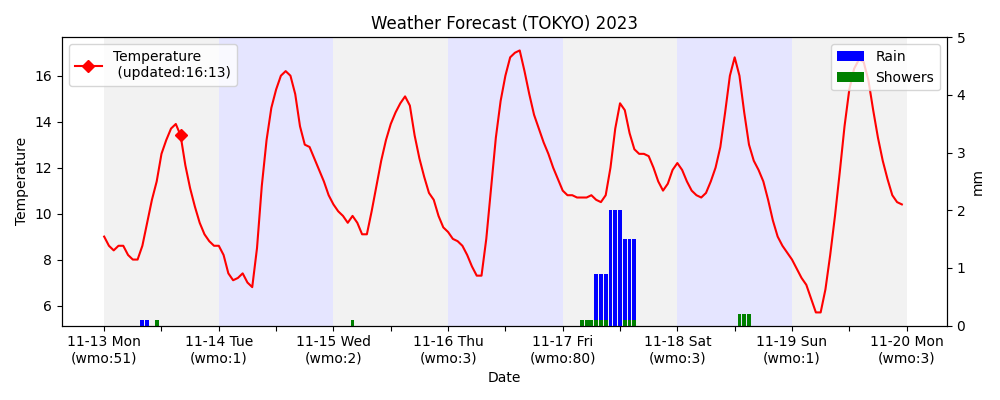 Weather Forecast (TOKYO) 2023
Temperature
(updated:16:13)
Rain
Showers
Temperature
16
14
12
10
8
6
5
4
3
2
1
0
mm
11-13 Mon
(wmo:51)
11-14 Tue
(wmo:1)
11-15 Wed
(wmo:2)
11-16 Thu
(wmo:3)
11-17 Fri
(wmo:80)
11-18 Sat
(wmo:3)
11-19 Sun
(wmo:1)
11-20 Mon
(wmo:3)
Date